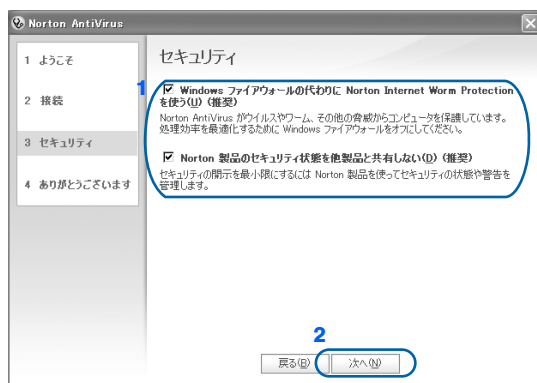 Norton AntiVirus
1 ようこそ
2 接続
3 セキュリティ
4 ありがとうございます
セキュリティ
1
Windows ファイアウォールの代わりに Norton Internet Worm Protection
を使う(U) (推奨)
Norton AntiVirus がウイルスやワーム、その他の脅威からコンピュータを保護しています。
処理効率を最適化するために Windows ファイアウォールをオフにしてください。
Norton 製品のセキュリティ状態を他製品と共有しない(D) (推奨)
セキュリティの開示を最小限にするには Norton 製品を使ってセキュリティの状態や警告を
管理します。
2
戻る(B)
次へ(N)